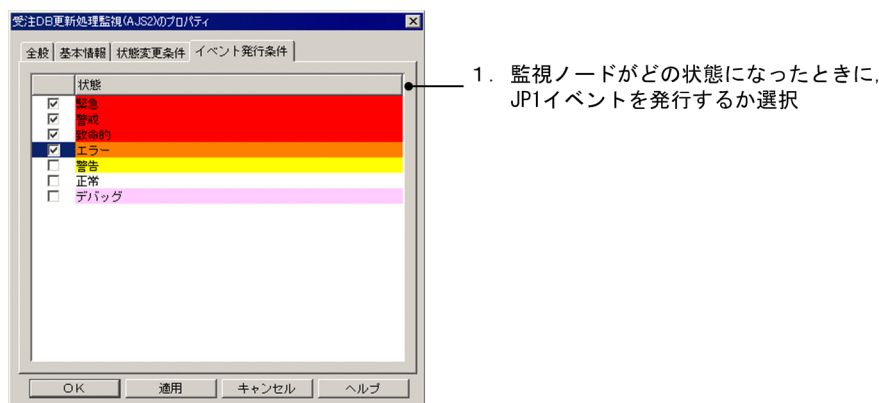 受注DB更新処理監視(AJS2)のプロパティ
全般 基本情報 状態変更条件 イベント発行条件
状態
緊急
警戒
致命的
エラー
警告
正常
デバッグ
OK 適用 キャンセル ヘルプ
1. 監視ノードがどの状態になったときに,
JP1イベントを発行するか選択